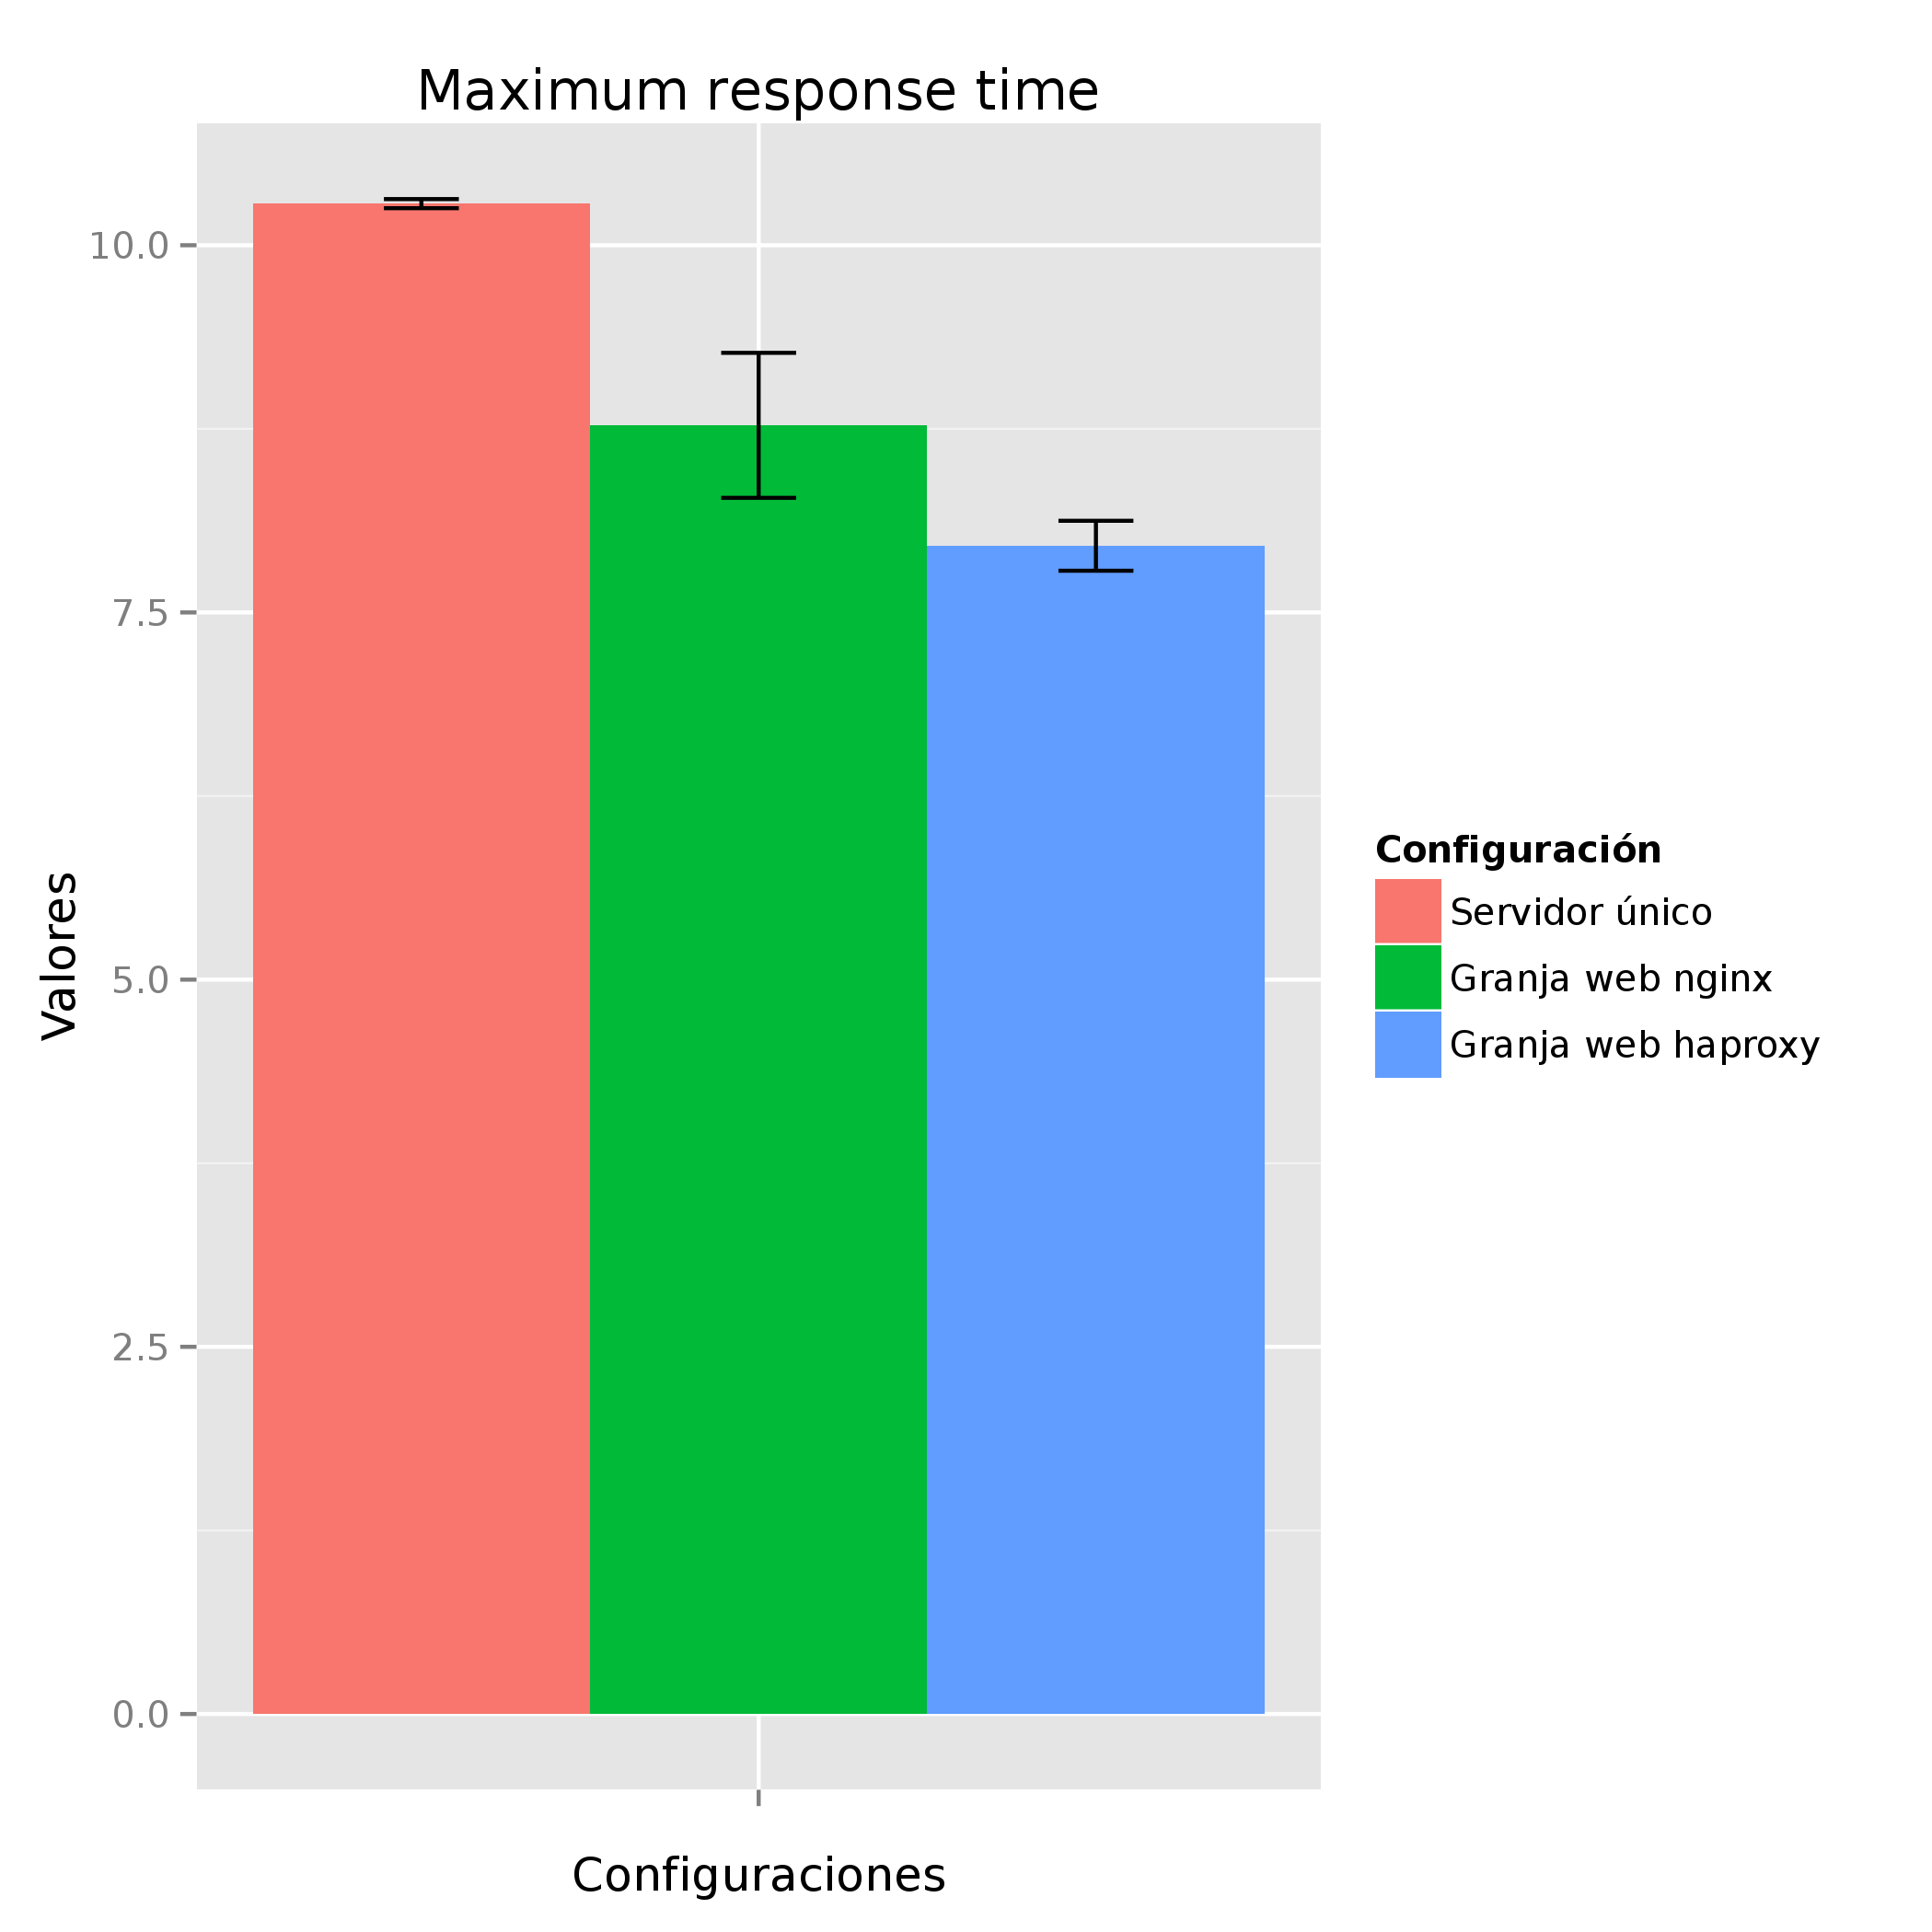 Maximum response time
10.0
7.5
5.0
2.5
0.0
Valores
Configuraciones
Configuración
Servidor único
Granja web nginx
Granja web haproxy